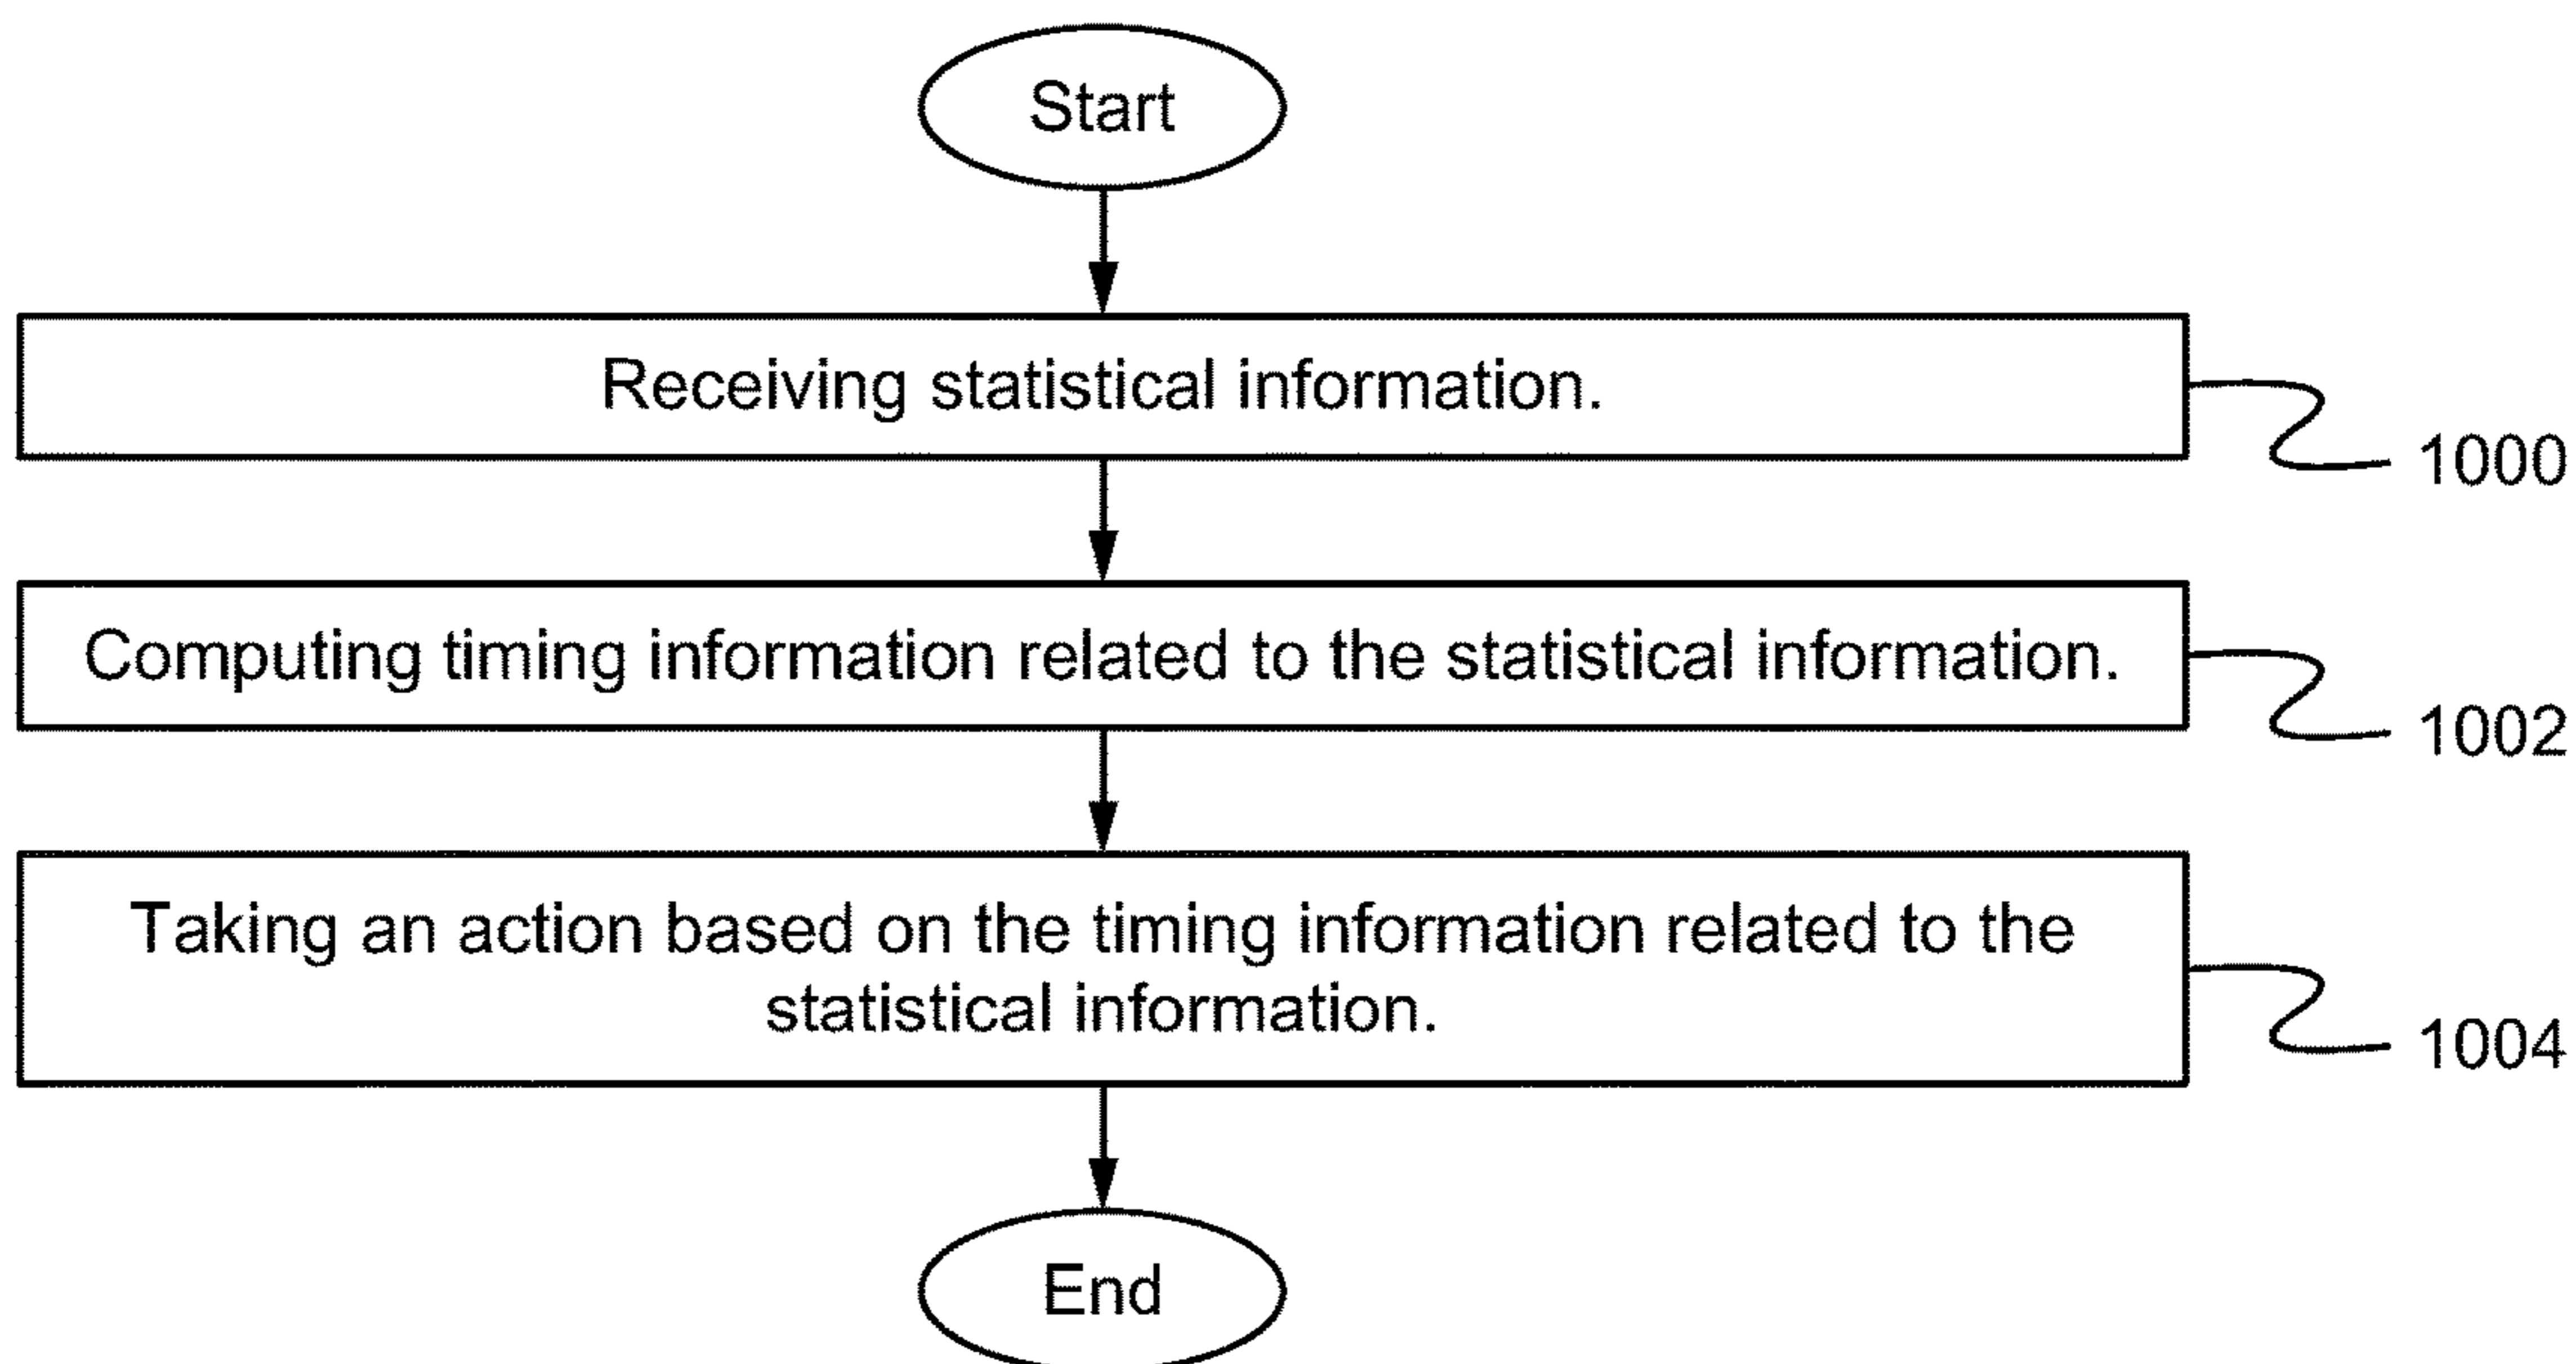 Start
Receiving statistical information.
1000
Computing timing information related to the statistical information.
1002
Taking an action based on the timing information related to the
statistical information.
1004
End